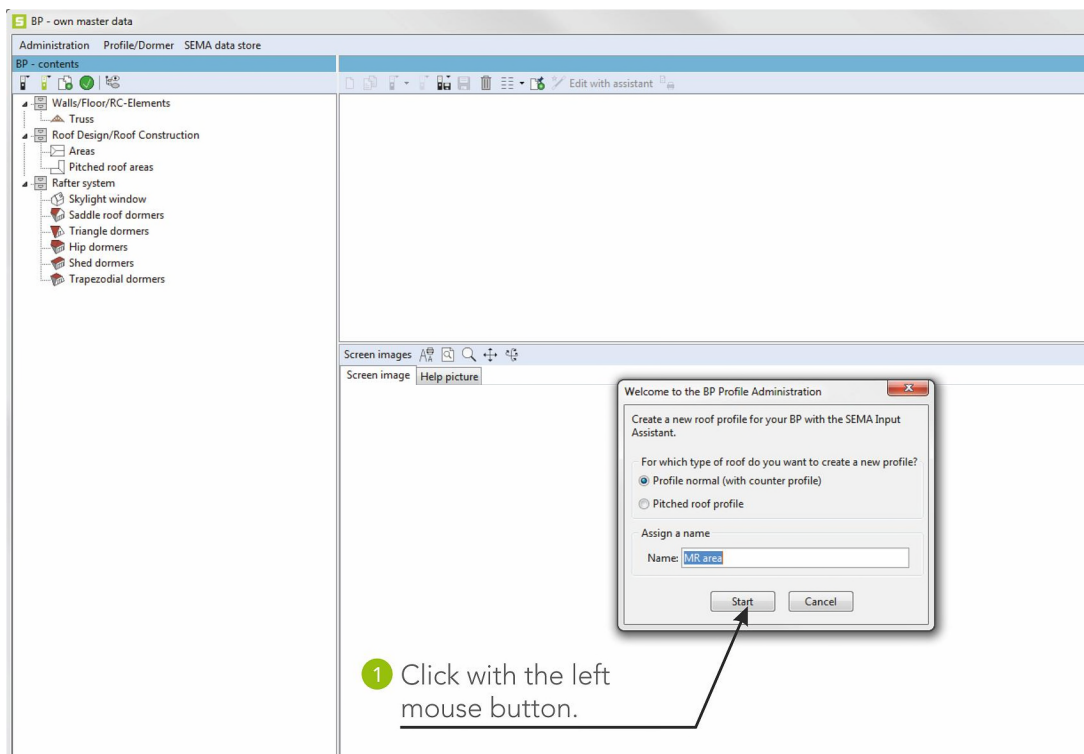 BP - own master data
Administration Profile/Dormer SEMA data store
BP - contents
Edit with assistant
Walls/Floor/RC-Elements
Truss
Roof Design/Roof Construction
Areas
Pitched roof areas
Rafter system
Skylight window
Saddle roof dormers
Triangle dormers
Hip dormers
Shed dormers
Trapezodial dormers
Screen images
Screen image Help picture
Welcome to the BP Profile Administration
Create a new roof profile for your BP with the SEMA Input
Assistant.
For which type of roof do you want to create a new profile?
Profile normal (with counter profile)
Pitched roof profile
Assign a name
Name: MR area
Start Cancel
1 Click with the left
mouse button.